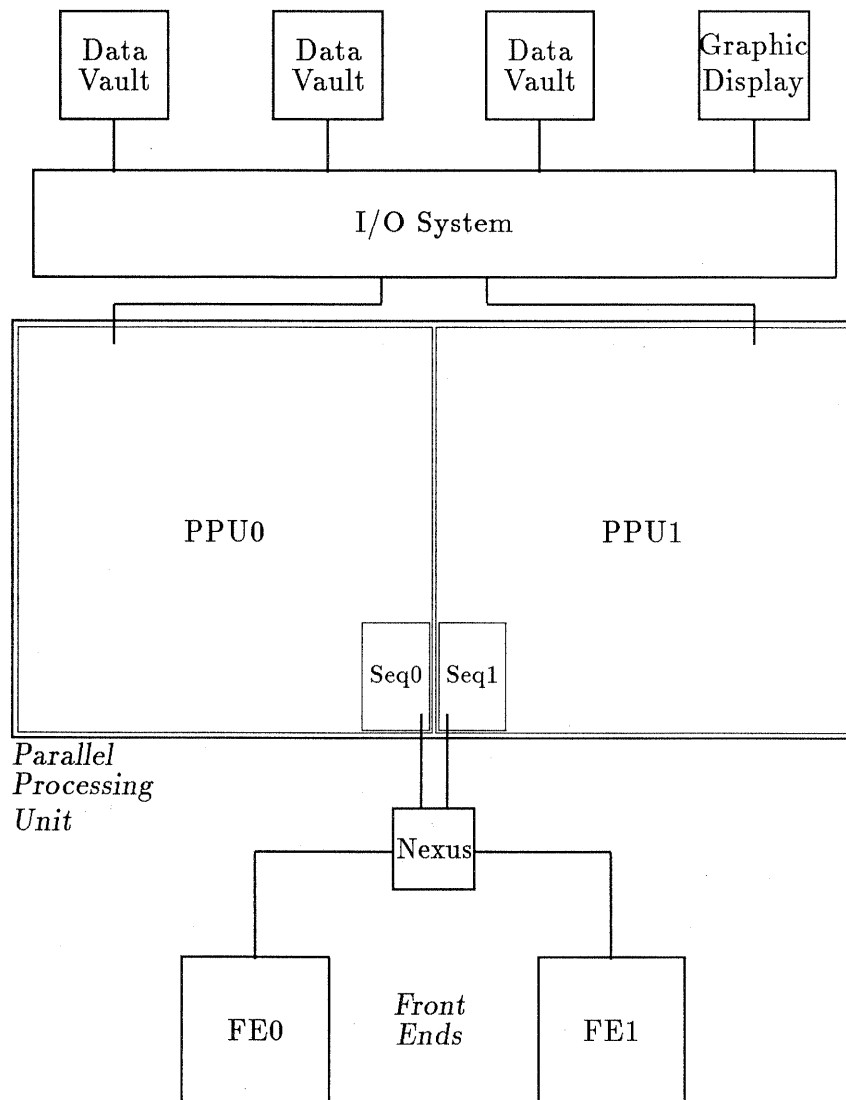 Data
Vault
Data
Vault
Data
Vault
Graphic
Display
I/O System
PPU0
PPU1
Seq0
Seq1
Parallel
Processing
Unit
Nexus
FE0
Front
Ends
FE1